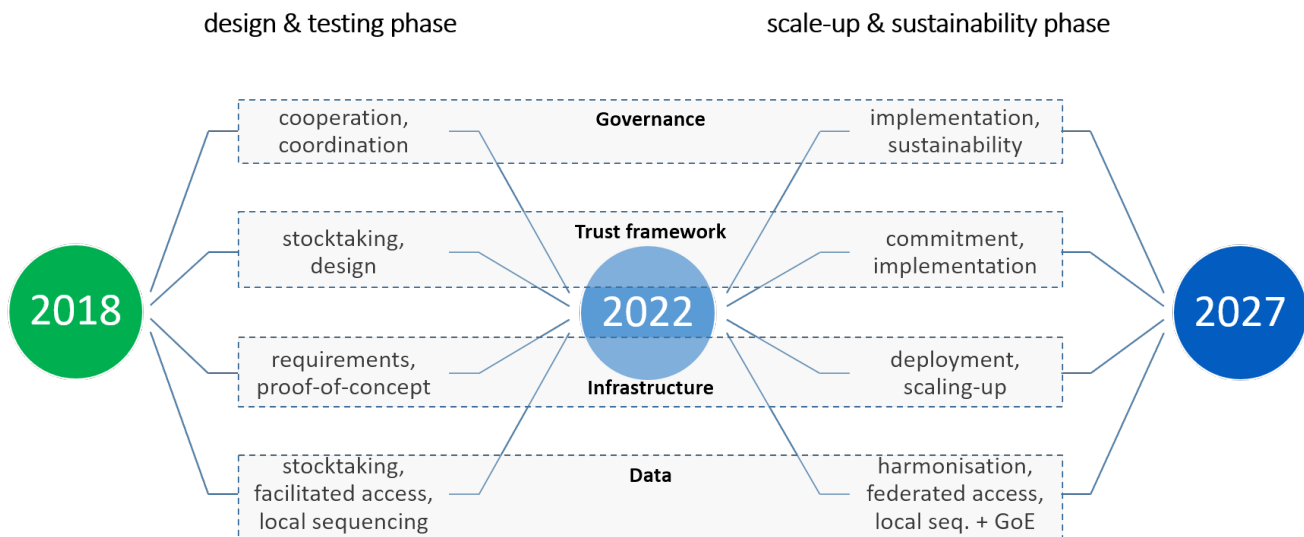 design & testing phase
scale-up & sustainability phase
cooperation,
coordination
Governance
implementation,
sustainability
stocktaking,
design
Trust framework
commitment,
implementation
2018
2022
2027
requirements,
proof-of-concept
Infrastructure
deployment,
scaling-up
stocktaking,
facilitated access,
local sequencing
Data
harmonisation,
federated access,
local seq. + GoE